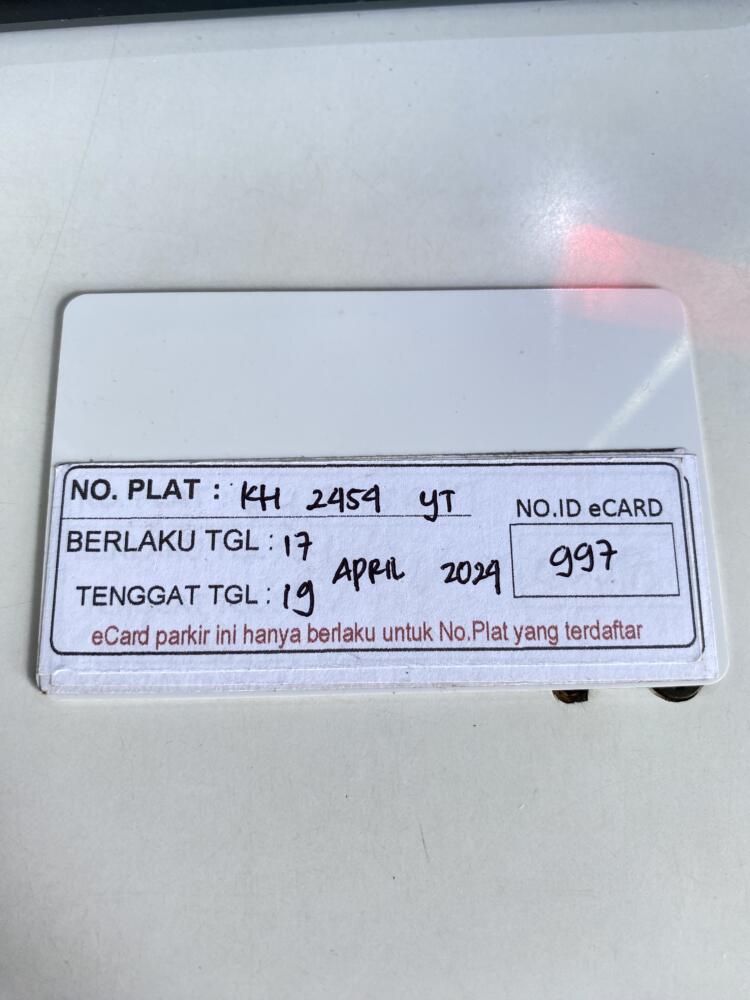 NO. PLAT : KH 2454 YT
NO.ID eCARD
BERLAKU TGL : 17
997
APRIL 2024
TENGGAT TGL : 19
eCard parkir ini hanya berlaku untuk No.Plat yang terdaftar